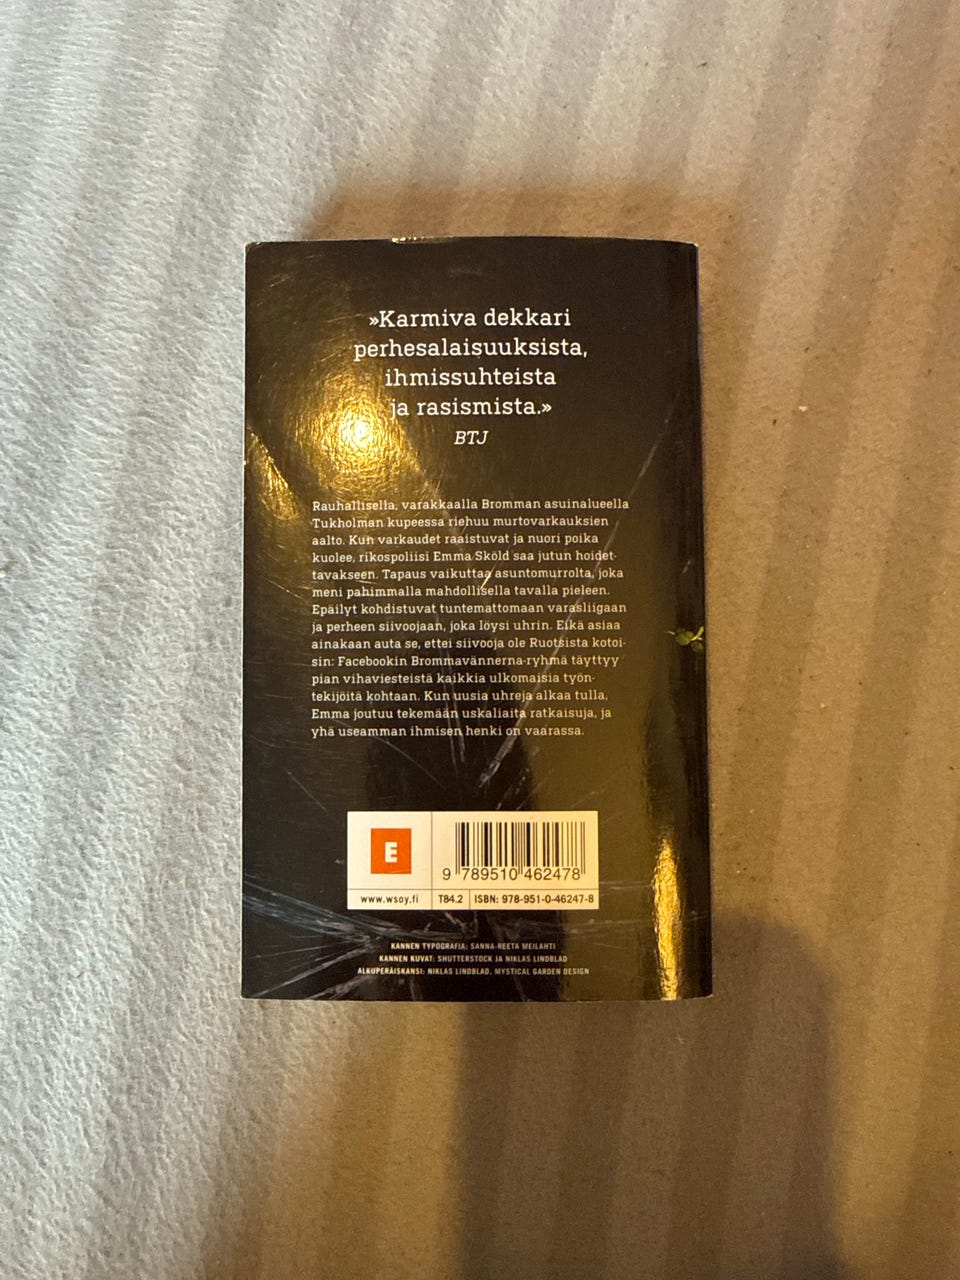 »Karmiva dekkari
perhesalaisuuksista,
ihmissuhteista
ja rasismista.»
BTJ
Rauhallisella, varakkaalla Bromman asuinalueella
Tukholman kupeessa riehuu murtovarkauksien
aalto. Kun varkaudet raaistuvat ja nuori poika
kuolee, rikospoliisi Emma Sköld saa jutun hoidet-
tavakseen. Tapaus vaikuttaa asuntomurrolta, joka
meni pahimmalla mahdollisella tavalla pieleen.
Epäilyt kohdistuvat tuntemattomaan varasliigaan
ja perheen siivoojaan, joka löysi uhrin. Eikä asiaa
ainakaan auta se, ettei siivooja ole Ruotsista kotoi-
sin: Facebookin Brommavännerna-ryhmä täyttyy
pian vihaviesteistä kaikkia ulkomaisia työn-
tekijöitä kohtaan. Kun uusia uhreja alkaa tulla,
Emma joutuu tekemään uskaliaita ratkaisuja, ja
yhä useamman ihmisen henki on vaarassa.
E
9 789510 462478
www.wsoy.fi T84.2 ISBN: 978-951-0-46247-8
KANNEN TYPOGRAFIA: SANNA-REETA MEILAHTI
KANNEN KUVAT: SHUTTERSTOCK JA NIKLAS LINDBLAD
ALKUPERÄISKANSI: NIKLAS LINDBLAD, MYSTICAL GARDEN DESIGN